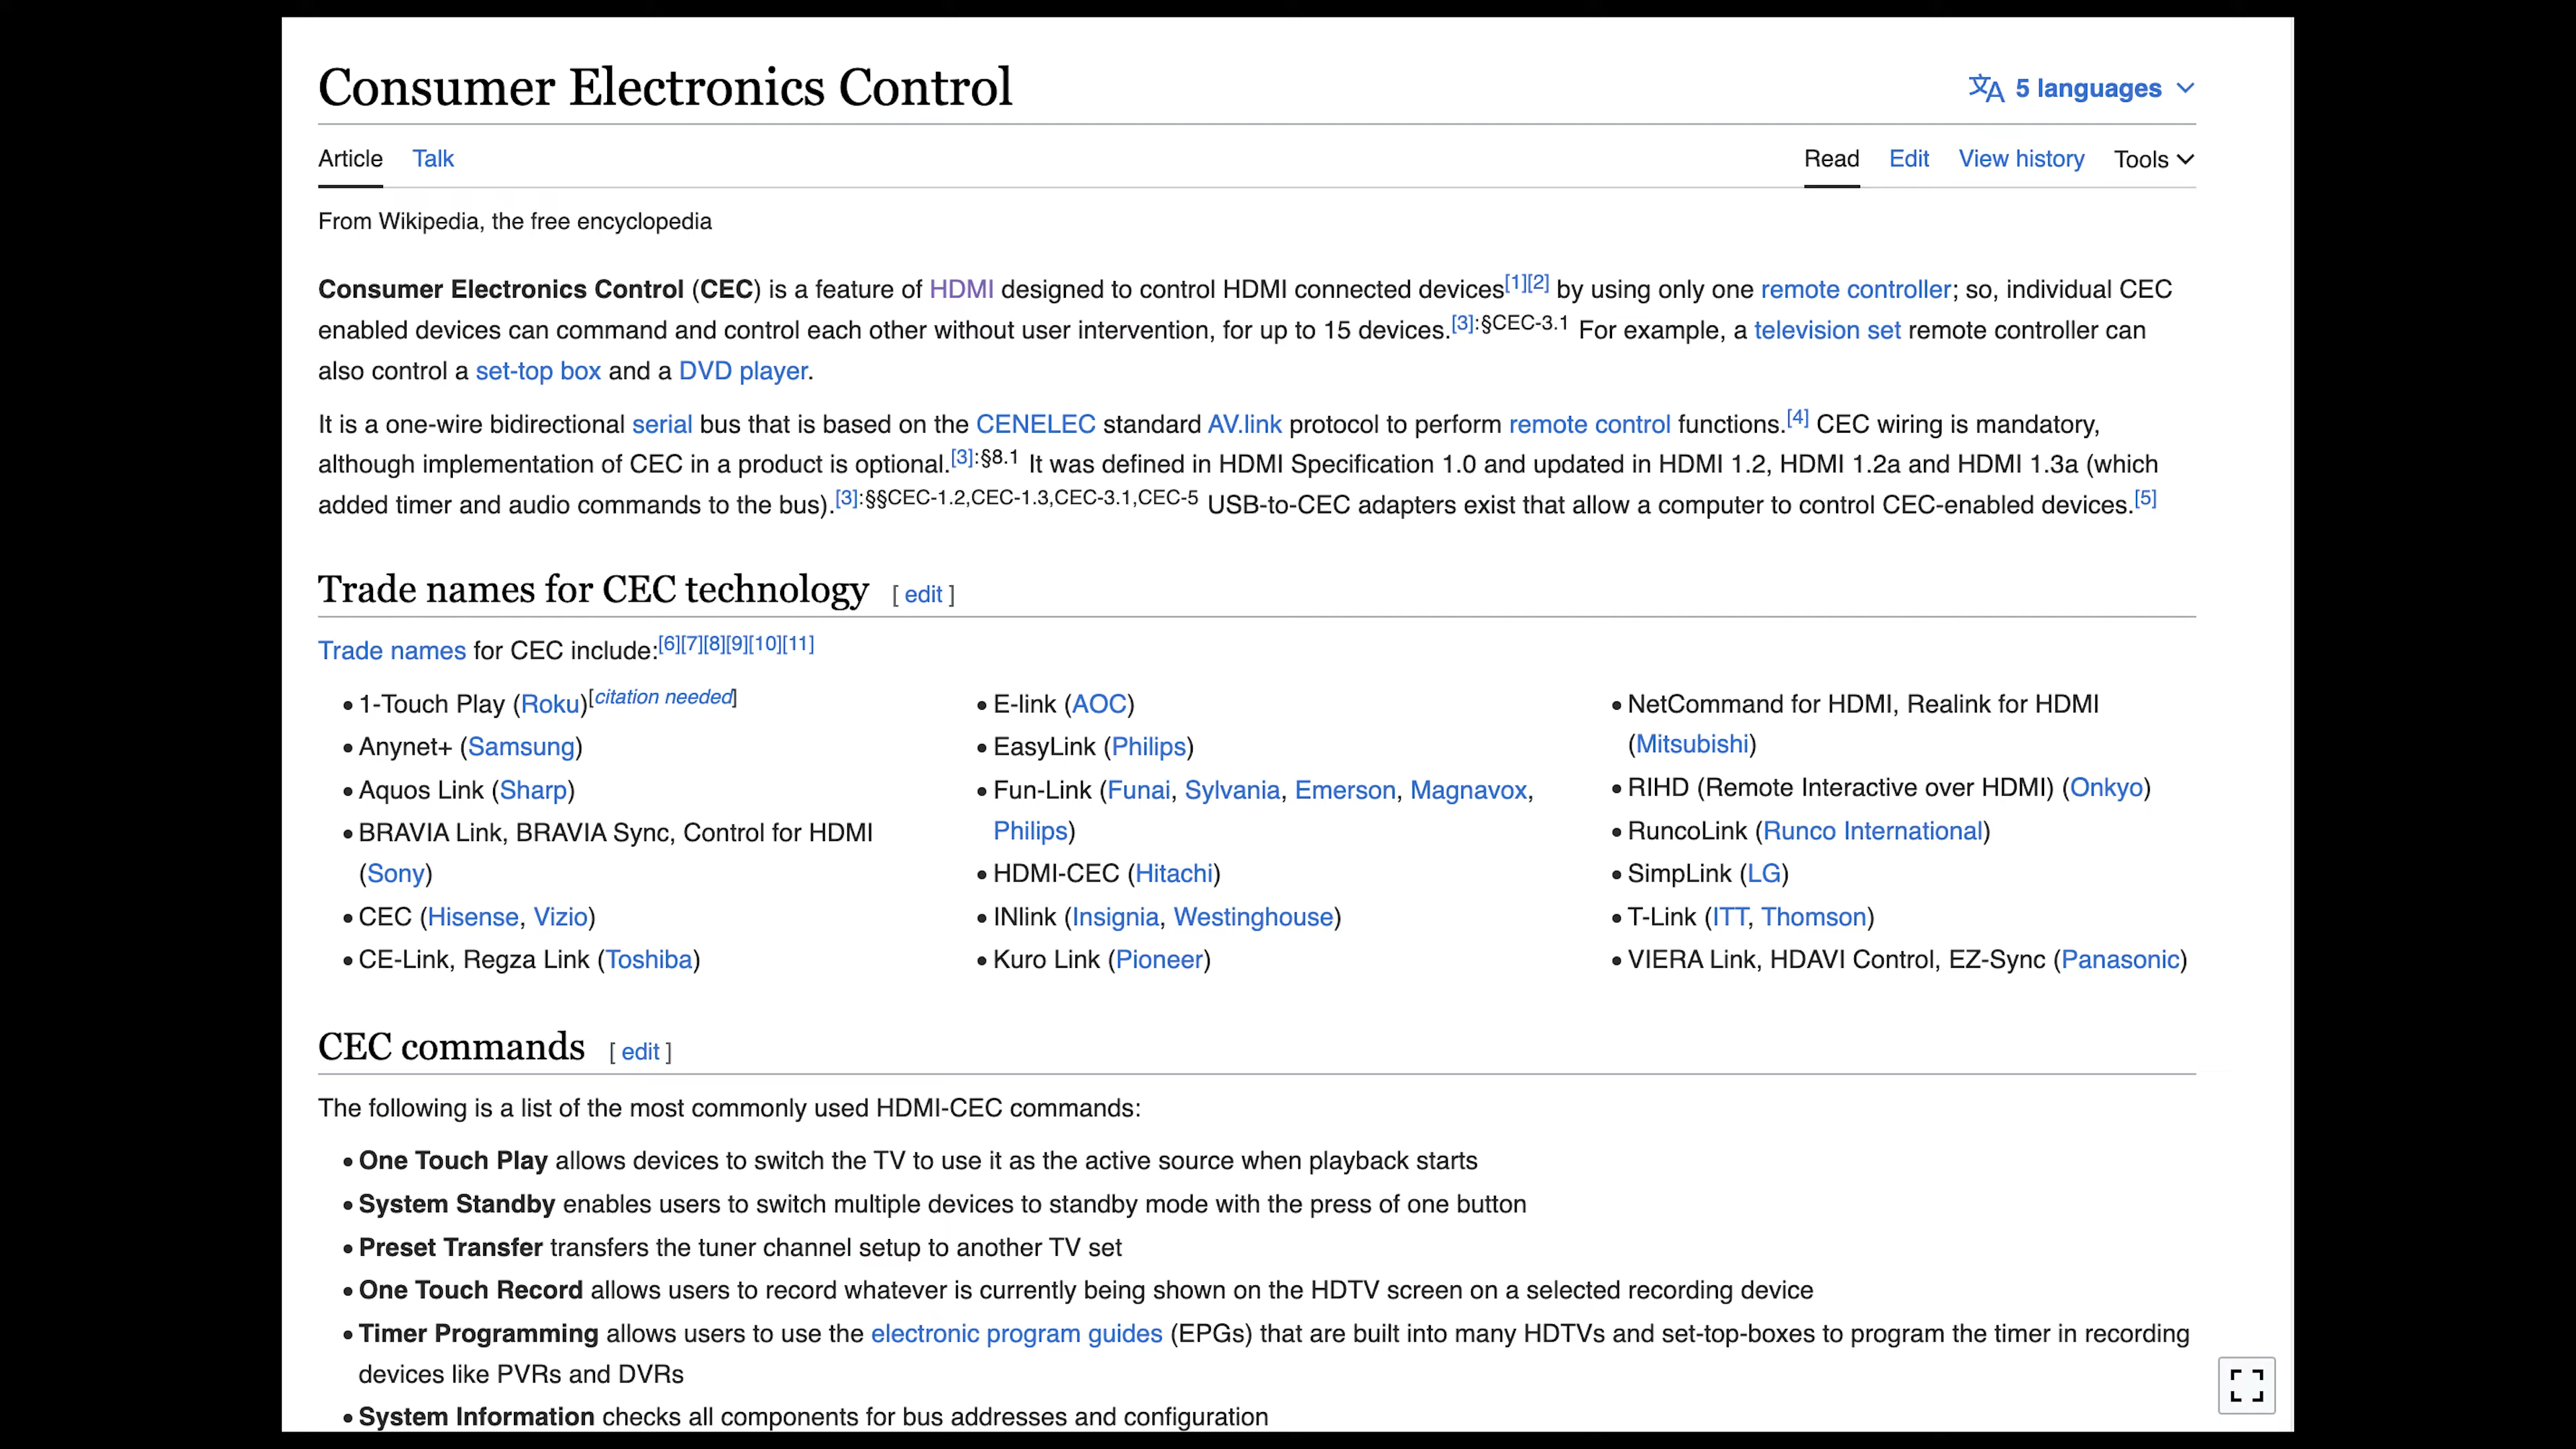 Consumer Electronics Control
文A 5 languages
Article Talk Read Edit View history Tools
From Wikipedia, the free encyclopedia
Consumer Electronics Control (CEC) is a feature of HDMI designed to control HDMI connected devices[1][2] by using only one remote controller; so, individual CEC
enabled devices can command and control each other without user intervention, for up to 15 devices.[3]:§CEC-3.1 For example, a television set remote controller can
also control a set-top box and a DVD player.
It is a one-wire bidirectional serial bus that is based on the CENELEC standard AV.link protocol to perform remote control functions.[4] CEC wiring is mandatory,
although implementation of CEC in a product is optional.[3]:§8.1 It was defined in HDMI Specification 1.0 and updated in HDMI 1.2, HDMI 1.2a and HDMI 1.3a (which
added timer and audio commands to the bus).[3]:§§CEC-1.2,CEC-1.3,CEC-3.1,CEC-5 USB-to-CEC adapters exist that allow a computer to control CEC-enabled devices.[5]
Trade names for CEC technology [ edit ]
Trade names for CEC include:[6][7][8][9][10][11]
• 1-Touch Play (Roku)[citation needed]
• Anynet+ (Samsung)
• Aquos Link (Sharp)
• BRAVIA Link, BRAVIA Sync, Control for HDMI
(Sony)
• CEC (Hisense, Vizio)
• CE-Link, Regza Link (Toshiba)
• E-link (AOC)
• EasyLink (Philips)
• Fun-Link (Funai, Sylvania, Emerson, Magnavox,
Philips)
• HDMI-CEC (Hitachi)
• INlink (Insignia, Westinghouse)
• Kuro Link (Pioneer)
• NetCommand for HDMI, Realink for HDMI
(Mitsubishi)
• RIHD (Remote Interactive over HDMI) (Onkyo)
• RuncoLink (Runco International)
• SimpLink (LG)
• T-Link (ITT, Thomson)
• VIERA Link, HDAVI Control, EZ-Sync (Panasonic)
CEC commands [ edit ]
The following is a list of the most commonly used HDMI-CEC commands:
• One Touch Play allows devices to switch the TV to use it as the active source when playback starts
• System Standby enables users to switch multiple devices to standby mode with the press of one button
• Preset Transfer transfers the tuner channel setup to another TV set
• One Touch Record allows users to record whatever is currently being shown on the HDTV screen on a selected recording device
• Timer Programming allows users to use the electronic program guides (EPGs) that are built into many HDTVs and set-top-boxes to program the timer in recording
devices like PVRs and DVRs
• System Information checks all components for bus addresses and configuration